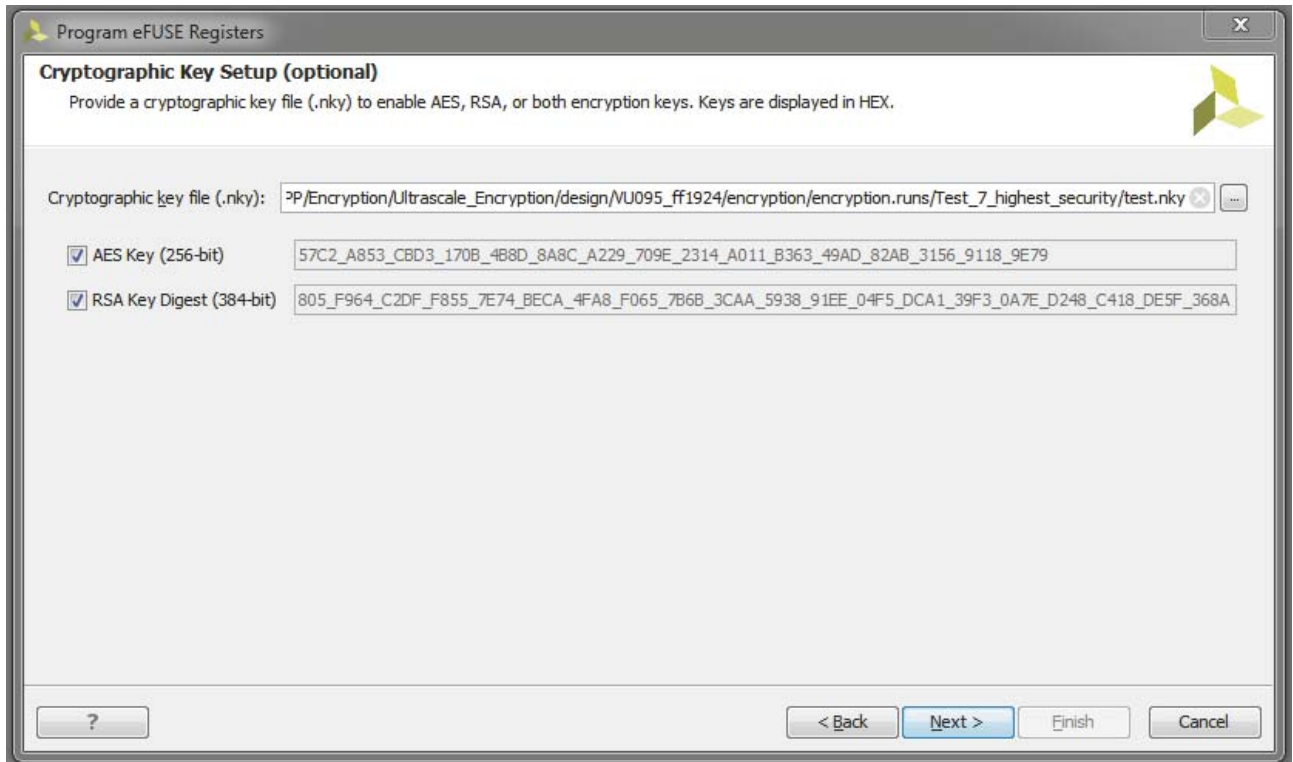 Program eFUSE Registers
X
Cryptographic Key Setup (optional)
Provide a cryptographic key file (.nky) to enable AES, RSA, or both encryption keys. Keys are displayed in HEX.
Cryptographic key file (.nky): PP/Encryption/Ultrascale_Encryption/design/VU095_ff1924/encryption/encryption.runs/Test_7_highest_security/test.nky ...
AES Key (256-bit) 57C2_A853_CBD3_170B_4B8D_8A8C_A229_709E_2314_A011_B363_49AD_82AB_3156_9118_9E79
RSA Key Digest (384-bit) 805_F964_C2DF_F855_7E74_BECA_4FA8_F065_7B6B_3CAA_5938_91EE_04F5_DCA1_39F3_0A7E_D248_C418_DE5F_368A
? < Back Next > Finish Cancel